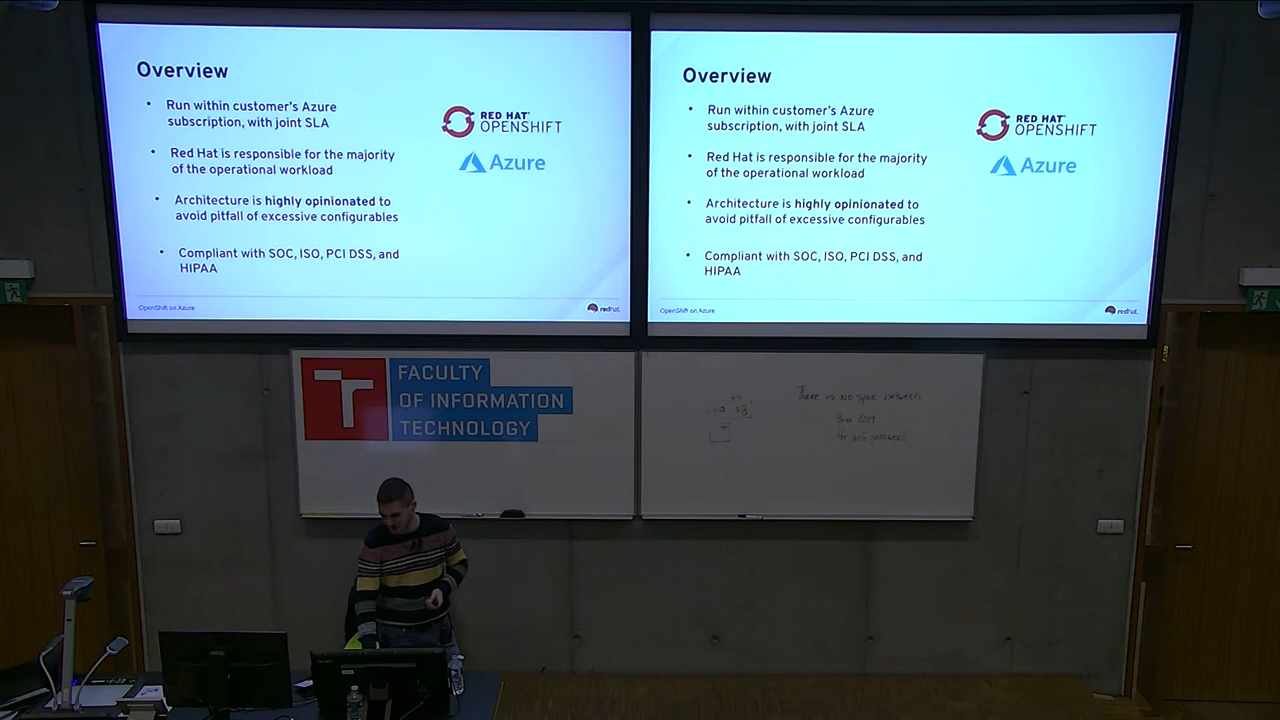 Overview
• Run within customer's Azure
subscription, with joint SLA
• Red Hat is responsible for the majority
of the operational workload
• Architecture is highly opinionated to
avoid pitfall of excessive configurables
• Compliant with SOC, ISO, PCI DSS, and
HIPAA
RED HAT
OPENSHIFT
Azure
OpenShift on Azure
redhat
Overview
• Run within customer's Azure
subscription, with joint SLA
• Red Hat is responsible for the majority
of the operational workload
• Architecture is highly opinionated to
avoid pitfall of excessive configurables
• Compliant with SOC, ISO, PCI DSS, and
HIPAA
RED HAT
OPENSHIFT
Azure
OpenShift on Azure
redhat
FACULTY
OF INFORMATION
TECHNOLOGY
There is no space between
for